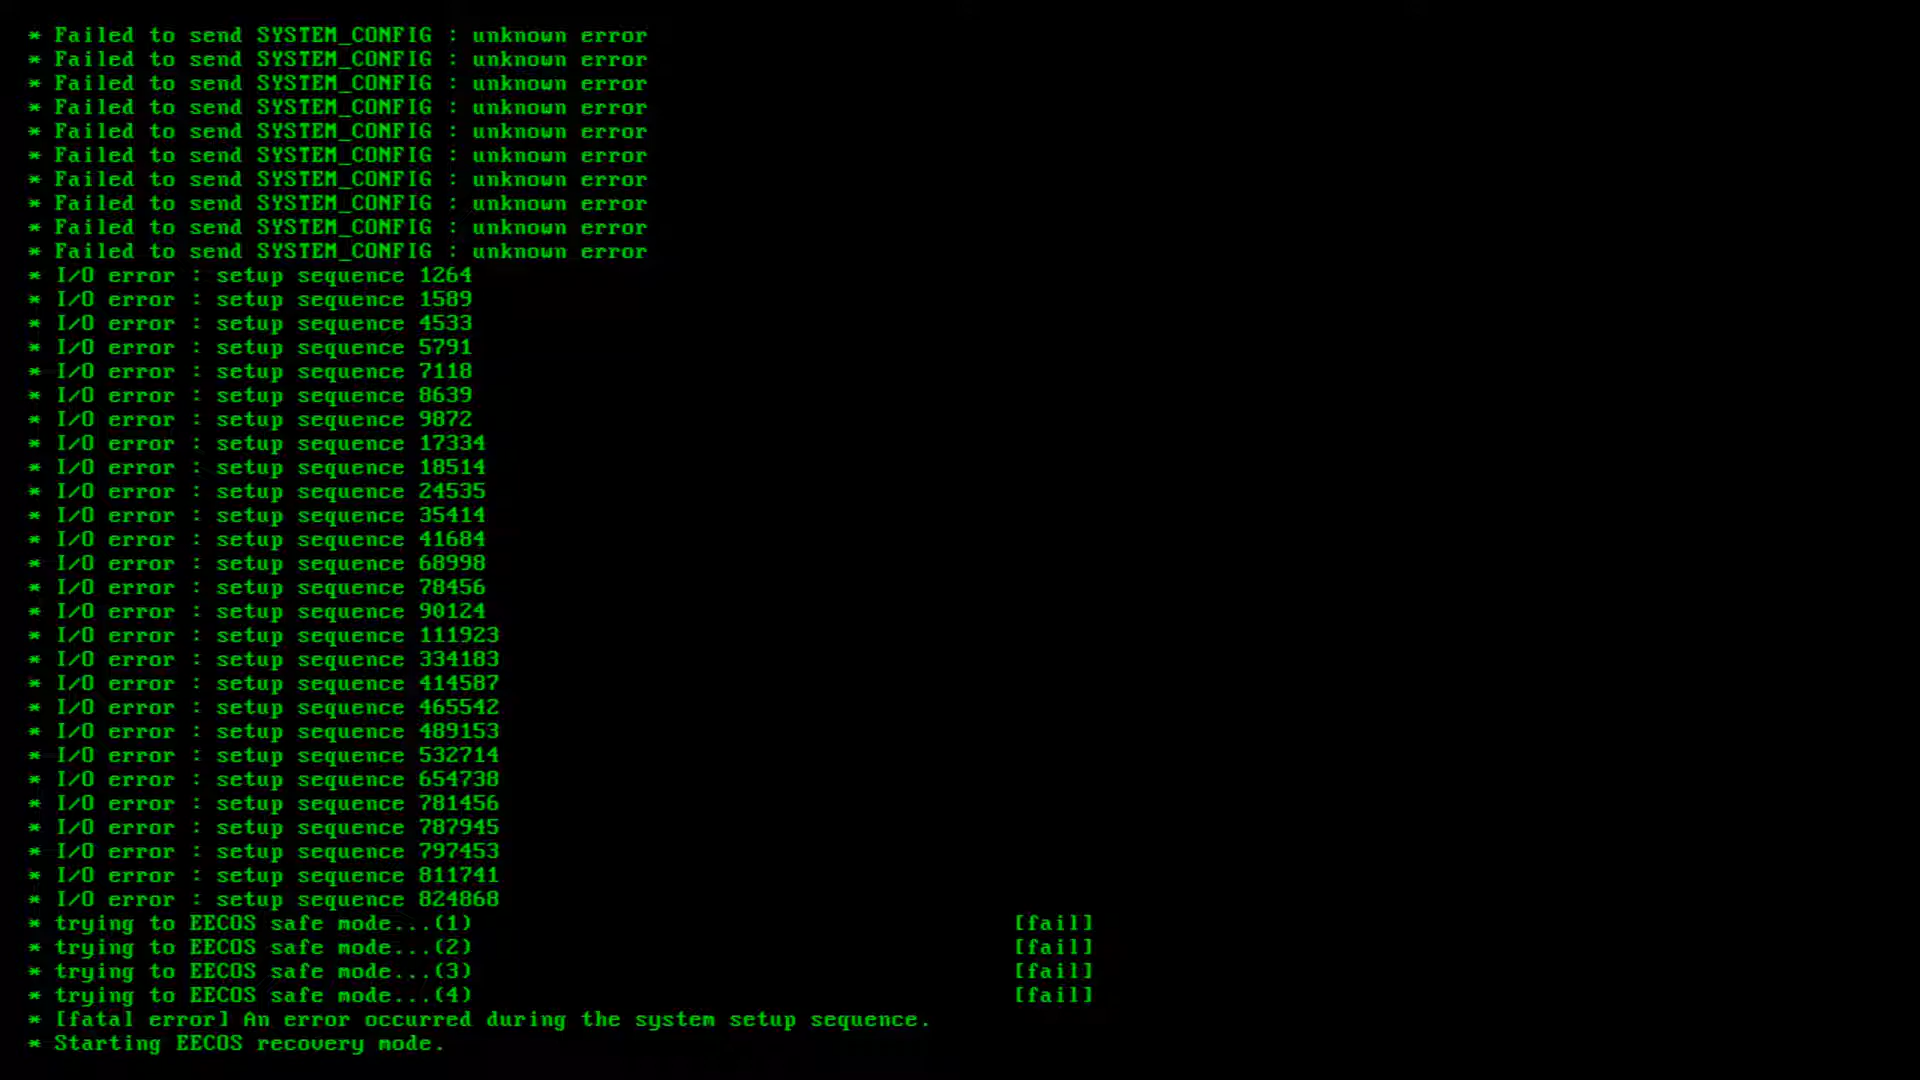 * Failed to send SYSTEM_CONFIG : unknown error
* Failed to send SYSTEM_CONFIG : unknown error
* Failed to send SYSTEM_CONFIG : unknown error
* Failed to send SYSTEM_CONFIG : unknown error
* Failed to send SYSTEM_CONFIG : unknown error
* Failed to send SYSTEM_CONFIG : unknown error
* Failed to send SYSTEM_CONFIG : unknown error
* Failed to send SYSTEM_CONFIG : unknown error
* Failed to send SYSTEM_CONFIG : unknown error
* Failed to send SYSTEM_CONFIG : unknown error
* I/O error : setup sequence 1264
* I/O error : setup sequence 1589
* I/O error : setup sequence 4533
* I/O error : setup sequence 5791
* I/O error : setup sequence 7118
* I/O error : setup sequence 8639
* I/O error : setup sequence 9872
* I/O error : setup sequence 17334
* I/O error : setup sequence 18514
* I/O error : setup sequence 24535
* I/O error : setup sequence 35414
* I/O error : setup sequence 41684
* I/O error : setup sequence 68998
* I/O error : setup sequence 78456
* I/O error : setup sequence 90124
* I/O error : setup sequence 111923
* I/O error : setup sequence 334183
* I/O error : setup sequence 414587
* I/O error : setup sequence 465542
* I/O error : setup sequence 489153
* I/O error : setup sequence 532714
* I/O error : setup sequence 654738
* I/O error : setup sequence 781456
* I/O error : setup sequence 787945
* I/O error : setup sequence 797453
* I/O error : setup sequence 811741
* I/O error : setup sequence 824868
* trying to EECOS safe mode...(1) [fail]
* trying to EECOS safe mode...(2) [fail]
* trying to EECOS safe mode...(3) [fail]
* trying to EECOS safe mode...(4) [fail]
* [fatal error] An error occurred during the system setup sequence.
* Starting EECOS recovery mode.